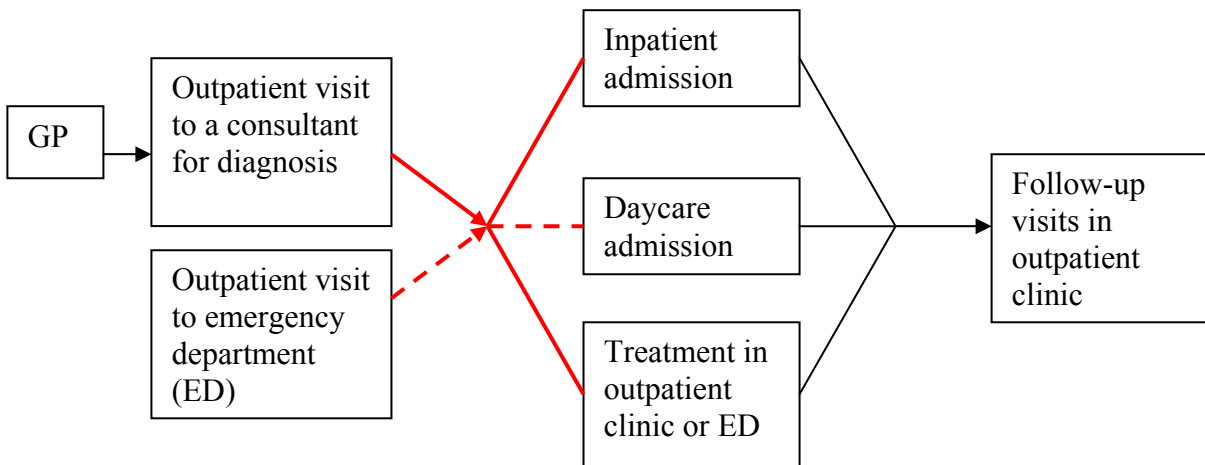 GP
Outpatient visit
to a consultant
for diagnosis
Outpatient visit
to emergency
department
(ED)
Inpatient
admission
Daycare
admission
Treatment in
outpatient
clinic or ED
Follow-up
visits in
outpatient
clinic